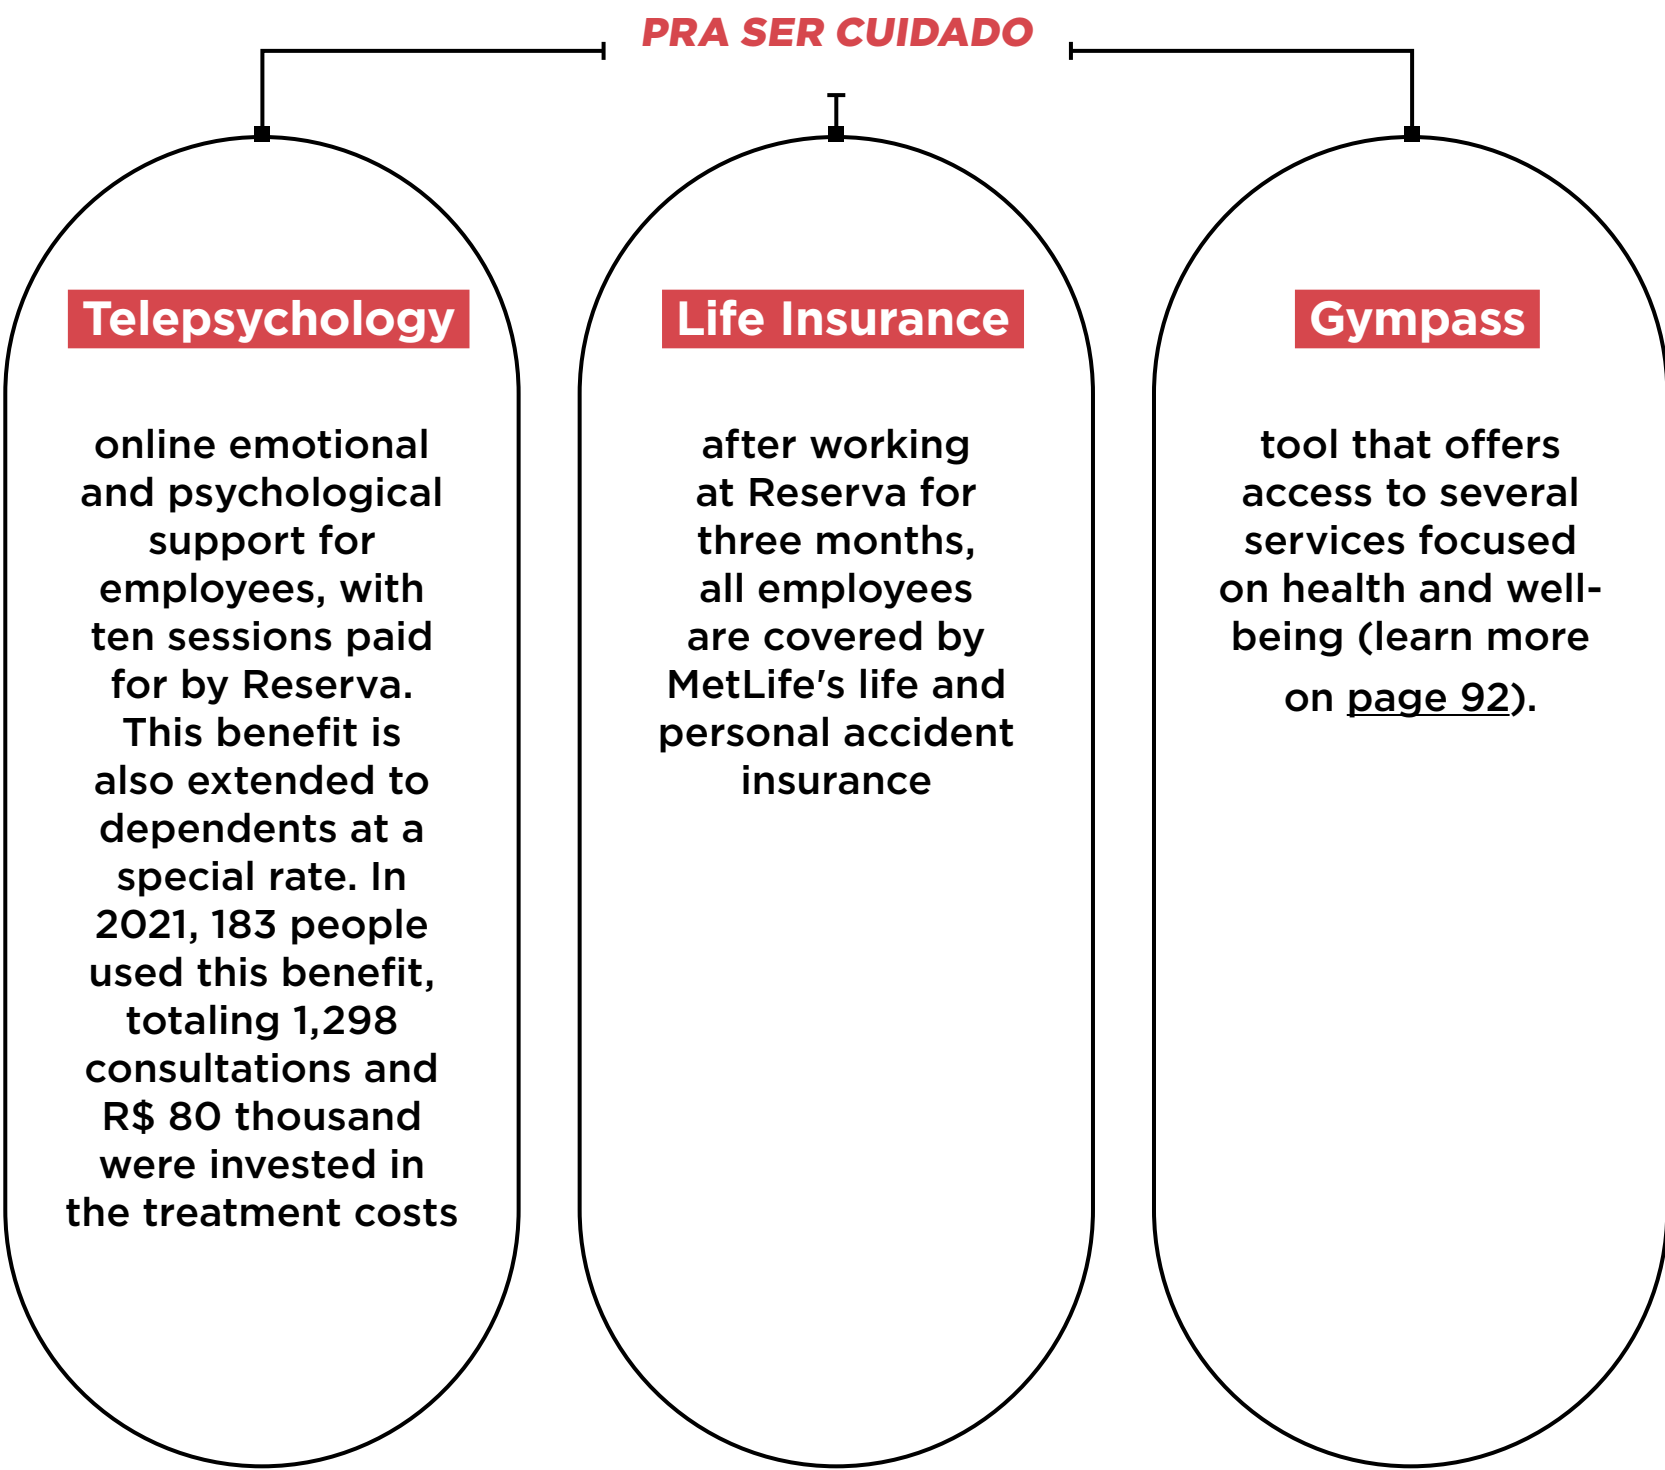 PRA SER CUIDADO
Telepsychology
online emotional
and psychological
support for
employees, with
ten sessions paid
for by Reserva.
This benefit is
also extended to
dependents at a
special rate. In
2021, 183 people
used this benefit,
totaling 1,298
consultations and
R$ 80 thousand
were invested in
the treatment costs
Life Insurance
after working
at Reserva for
three months,
all employees
are covered by
MetLife's life and
personal accident
insurance
Gympass
tool that offers
access to several
services focused
on health and well-
being (learn more
on page 92).